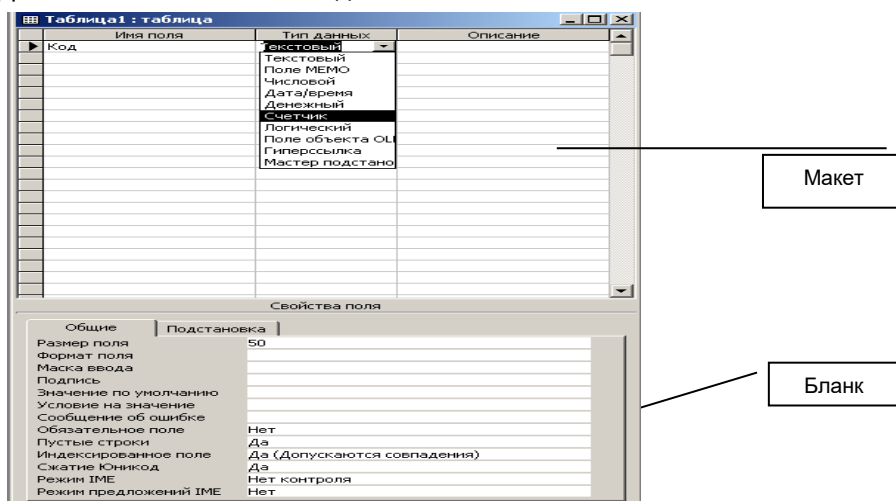 Таблица1 : таблица
Имя поля Тип данных Описание
Код Текстовый
Текстовый
Поле MEMO
Числовой
Дата/время
Денежный
Счетчик
Логический
Поле объекта OL
Гиперссылка
Мастер подстано
Макет
Свойства поля
Общие Подстановка
Размер поля 50
Формат поля
Маска ввода
Подпись
Значение по умолчанию
Условие на значение
Сообщение об ошибке
Обязательное поле Нет
Пустые строки Да
Индексированное поле Да (Допускаются совпадения)
Сжатие Юникод Да
Режим IME Нет контроля
Режим предложений IME Нет
Бланк